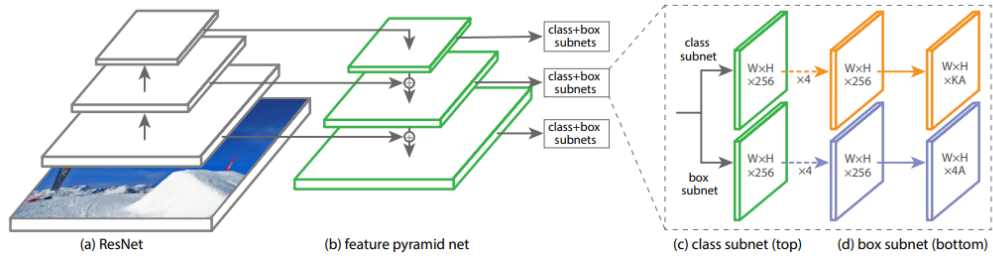 class+box
subnets
class+box
subnets
class+box
subnets
class
subnet
W×H
×256
×4
W×H
×256
W×H
×KA
W×H
×256
×4
W×H
×256
W×H
×4A
box
subnet
(a) ResNet
(b) feature pyramid net
(c) class subnet (top)
(d) box subnet (bottom)